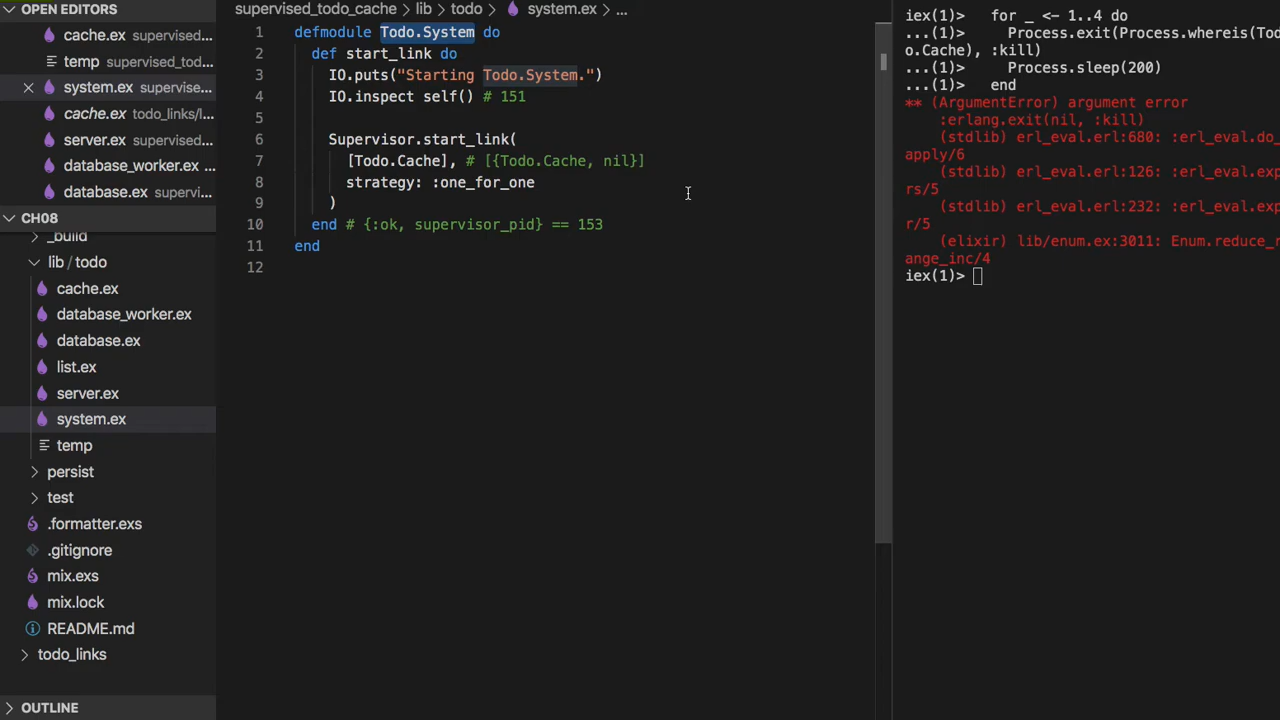 OPEN EDITORS
cache.ex supervised...
temp supervised_tod...
system.ex supervise...
cache.ex todo_links/l...
server.ex supervised...
database_worker.ex ...
database.ex supervi...
CH08
_build
lib / todo
cache.ex
database_worker.ex
database.ex
list.ex
server.ex
system.ex
temp
persist
test
.formatter.exs
.gitignore
mix.exs
mix.lock
README.md
todo_links
OUTLINE
supervised_todo_cache > lib > todo > system.ex > ...
1 defmodule Todo.System do
2 def start_link do
3 IO.puts("Starting Todo.System.")
4 IO.inspect self() # 151
5
6 Supervisor.start_link(
7 [Todo.Cache], # [{Todo.Cache, nil}]
8 strategy: :one_for_one
9 )
10 end # {:ok, supervisor_pid} == 153
11 end
12
iex(1)> for _ <- 1..4 do
...(1)> Process.exit(Process.whereis(Tod
o.Cache), :kill)
...(1)> Process.sleep(200)
...(1)> end
** (ArgumentError) argument error
:erlang.exit(nil, :kill)
(stdlib) erl_eval.erl:680: :erl_eval.do_
apply/6
(stdlib) erl_eval.erl:126: :erl_eval.exp
rs/5
(stdlib) erl_eval.erl:232: :erl_eval.exp
r/5
(elixir) lib/enum.ex:3011: Enum.reduce_r
ange_inc/4
iex(1)>